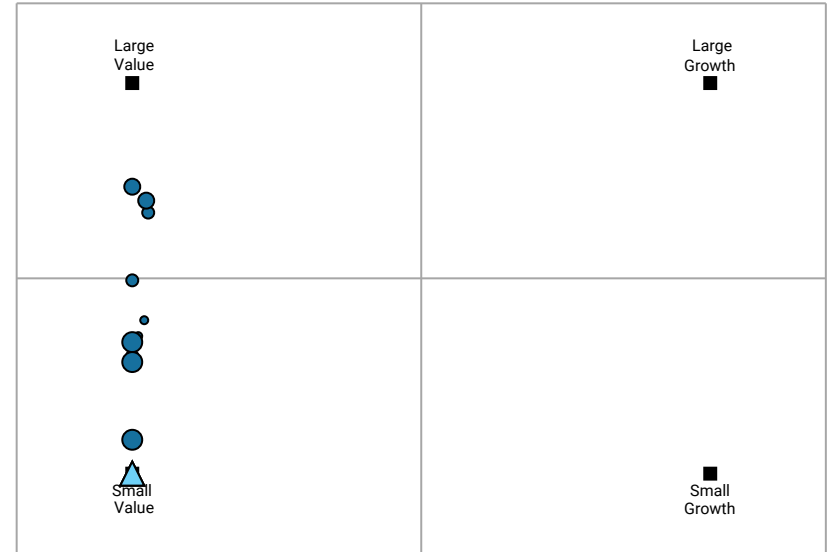 Large
Value
Large
Growth
Small
Value
Small
Growth